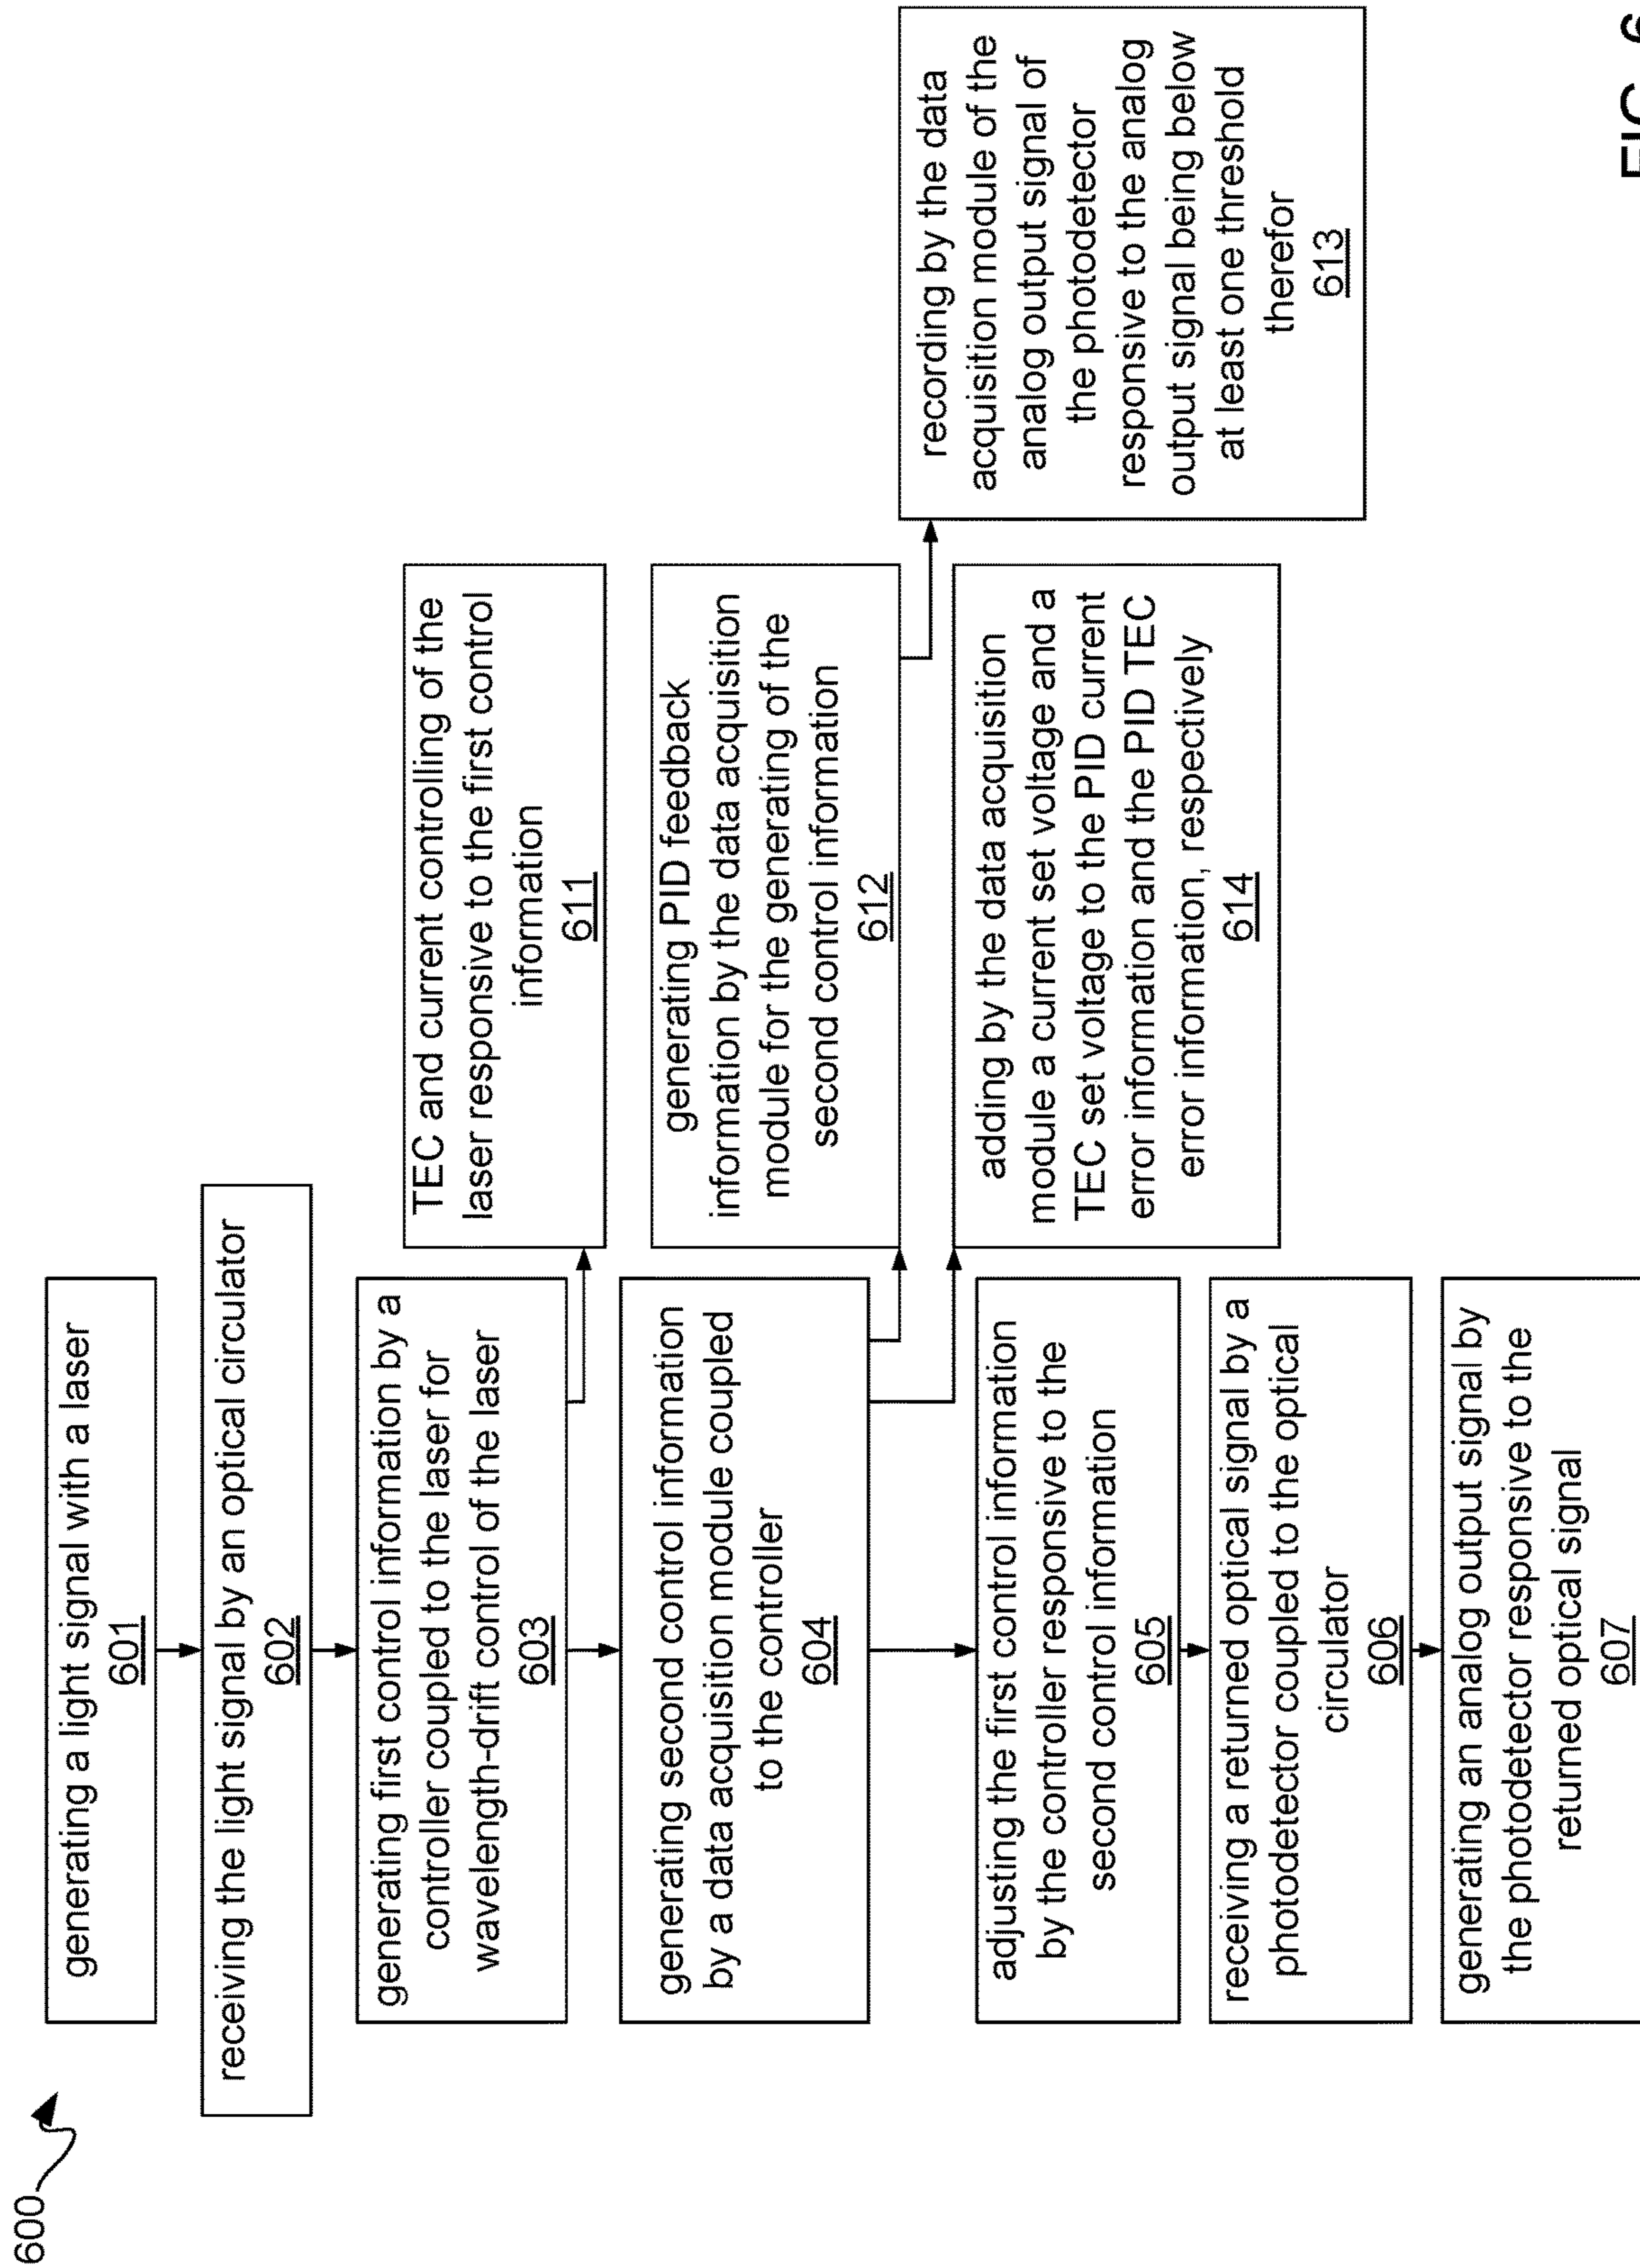 600
generating a light signal with a laser
601
receiving the light signal by an optical circulator
602
generating first control information by a
controller coupled to the laser for
wavelength-drift control of the laser
603
TEC and current controlling of the
laser responsive to the first control
information
611
generating second control information
by a data acquisition module coupled
to the controller
604
generating PID feedback
information by the data acquisition
module for the generating of the
second control information
612
recording by the data
acquisition module of the
analog output signal of
the photodetector
responsive to the analog
output signal being below
at least one threshold
therefor
613
adding by the data acquisition
module a current set voltage and a
TEC set voltage to the PID current
error information and the PID TEC
error information, respectively
614
adjusting the first control information
by the controller responsive to the
second control information
605
receiving a returned optical signal by a
photodetector coupled to the optical
circulator
606
generating an analog output signal by
the photodetector responsive to the
returned optical signal
607
FIG. 6